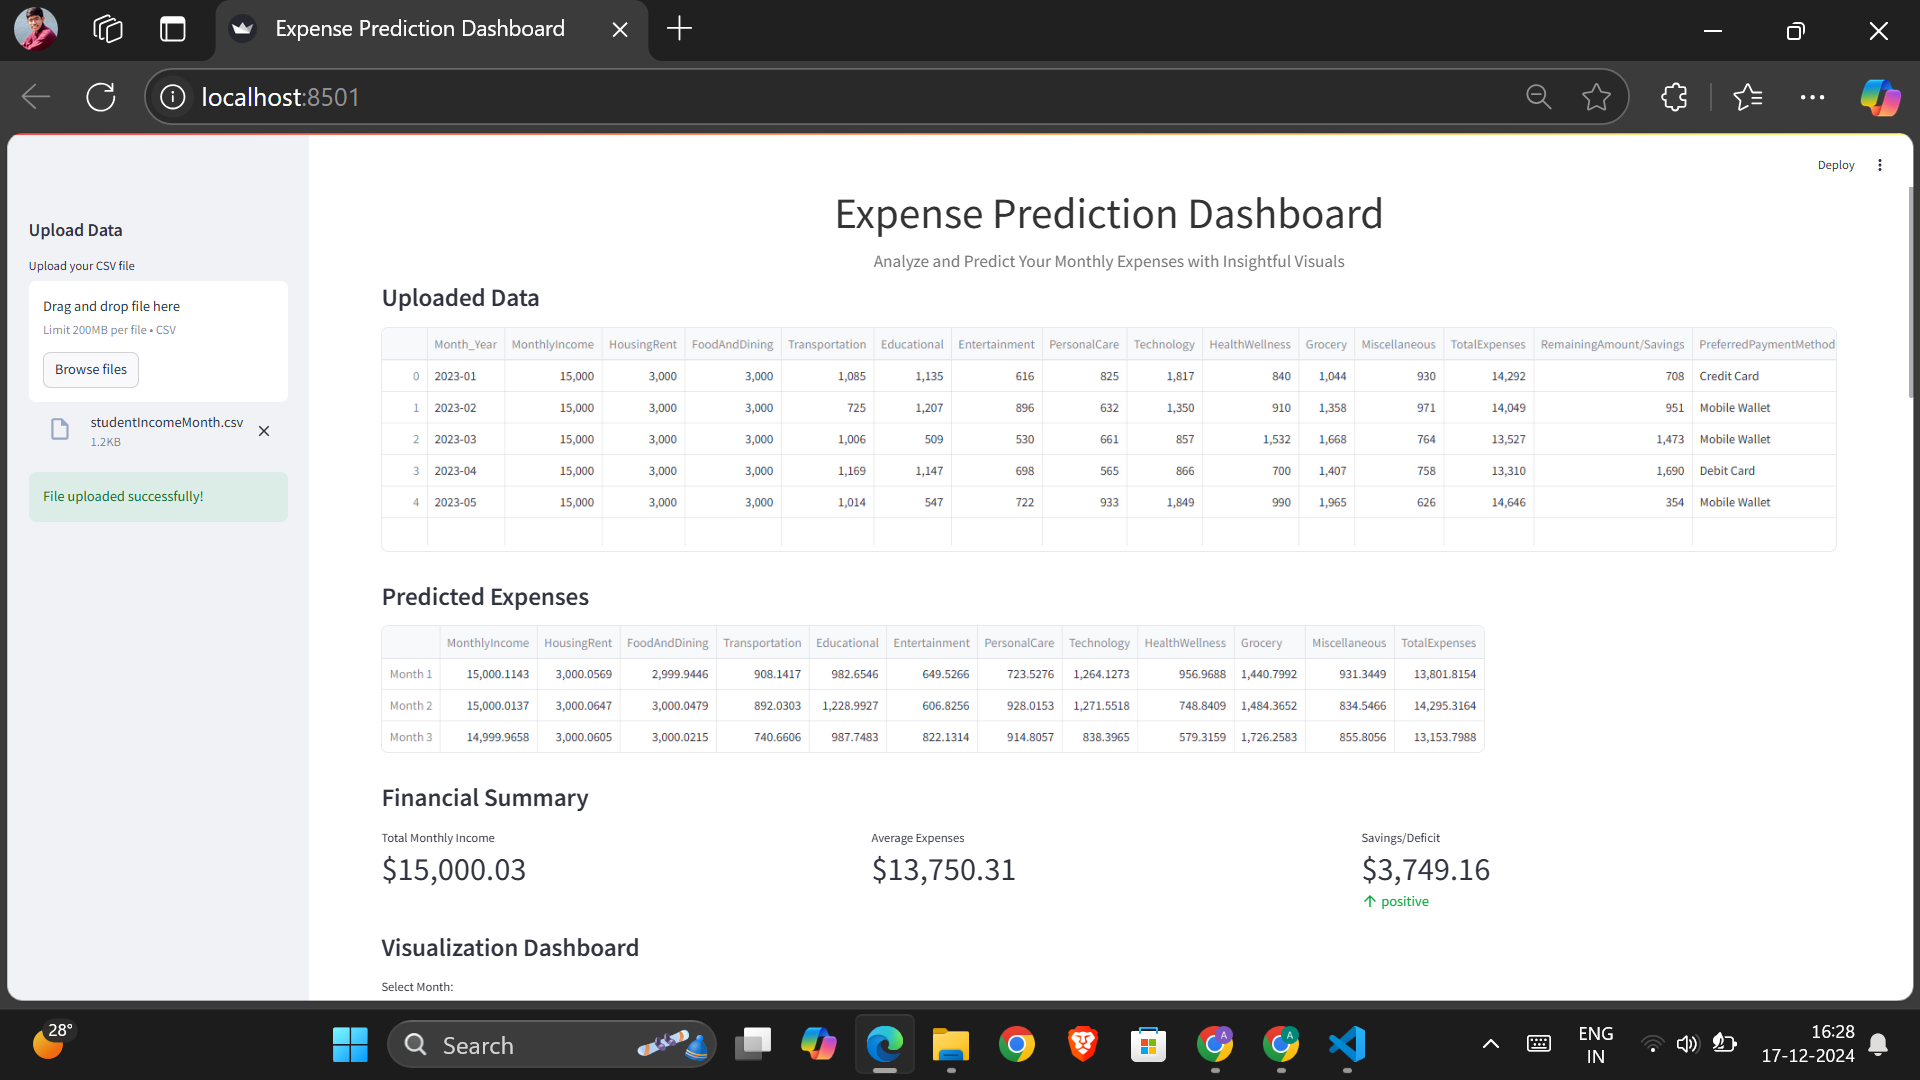 Expense Prediction Dashboard
localhost:8501
Deploy
Upload Data
Upload your CSV file
Drag and drop file here
Limit 200MB per file • CSV
Browse files
studentIncomeMonth.csv
1.2KB
File uploaded successfully!
Expense Prediction Dashboard
Analyze and Predict Your Monthly Expenses with Insightful Visuals
Uploaded Data
Month_Year MonthlyIncome HousingRent FoodAndDining Transportation Educational Entertainment PersonalCare Technology HealthWellness Grocery Miscellaneous TotalExpenses RemainingAmount/Savings PreferredPaymentMethod
0 2023-01 15,000 3,000 3,000 1,085 1,135 616 825 1,817 840 1,044 930 14,292 708 Credit Card
1 2023-02 15,000 3,000 3,000 725 1,207 896 632 1,350 910 1,358 971 14,049 951 Mobile Wallet
2 2023-03 15,000 3,000 3,000 1,006 509 530 661 857 1,532 1,668 764 13,527 1,473 Mobile Wallet
3 2023-04 15,000 3,000 3,000 1,169 1,147 698 565 866 700 1,407 758 13,310 1,690 Debit Card
4 2023-05 15,000 3,000 3,000 1,014 547 722 933 1,849 990 1,965 626 14,646 354 Mobile Wallet
Predicted Expenses
MonthlyIncome HousingRent FoodAndDining Transportation Educational Entertainment PersonalCare Technology HealthWellness Grocery Miscellaneous TotalExpenses
Month 1 15,000.1143 3,000.0569 2,999.9446 908.1417 982.6546 649.5266 723.5276 1,264.1273 956.9688 1,440.7992 931.3449 13,801.8154
Month 2 15,000.0137 3,000.0647 3,000.0479 892.0303 1,228.9927 606.8256 928.0153 1,271.5518 748.8409 1,484.3652 834.5466 14,295.3164
Month 3 14,999.9658 3,000.0605 3,000.0215 740.6606 987.7483 822.1314 914.8057 838.3965 579.3159 1,726.2583 855.8056 13,153.7988
Financial Summary
Total Monthly Income Average Expenses Savings/Deficit
$15,000.03 $13,750.31 $3,749.16
↑ positive
Visualization Dashboard
Select Month:
28°
Search
A
A
ENG
IN
16:28
17-12-2024